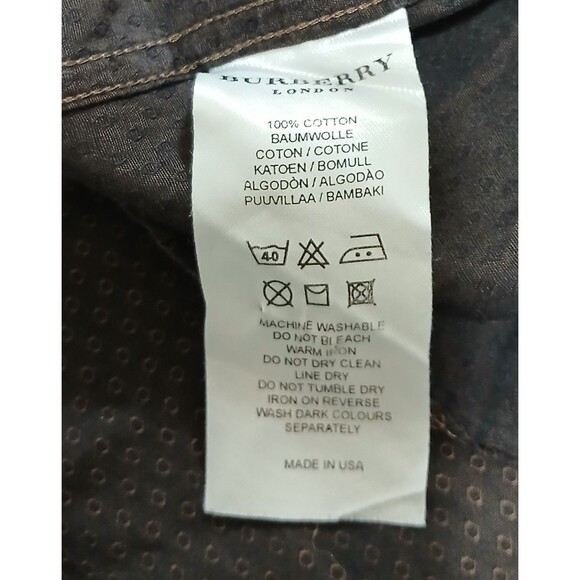 BURBERRY
LONDON
100% COTTON
BAUMWOLLE
COTON / COTONE
KATOEN / BOMULL
ALGODÒN / ALGODÃO
PUUVILLAA / BAMBAKI
40
MACHINE WASHABLE
DO NOT BLEACH
WARM IRON
DO NOT DRY CLEAN
LINE DRY
DO NOT TUMBLE DRY
IRON ON REVERSE
WASH DARK COLOURS
SEPARATELY
MADE IN USA